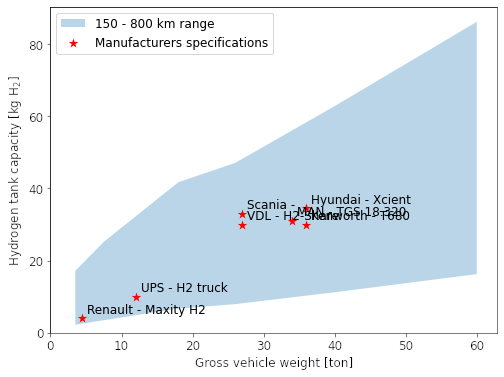 150 - 800 km range
Manufacturers specifications
Hydrogen tank capacity [kg H₂]
80
60
40
20
0
Hyundai - Xcient
Scania -
MAN - TGS 18.320
VDL - H2-Share
Kenworth - T680
UPS - H2 truck
Renault - Maxity H2
0
10
20
30
40
50
60
Gross vehicle weight [ton]